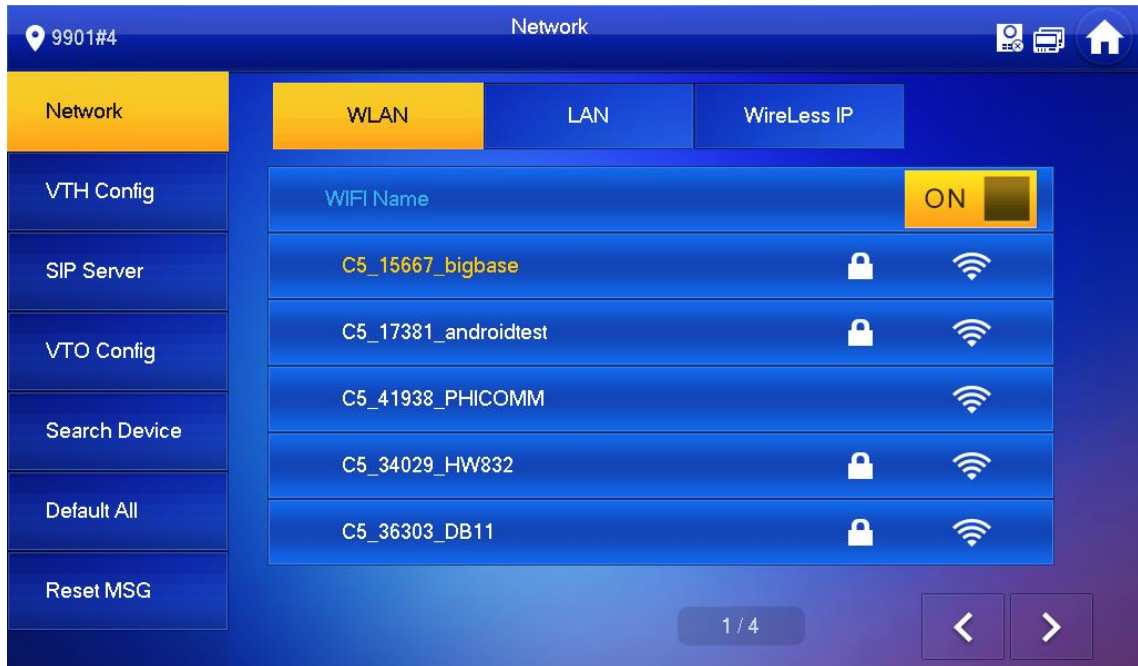 9901#4
Network
Network
WLAN LAN WireLess IP
VTH Config
WIFI Name ON
SIP Server
C5_15667_bigbase
VTO Config
C5_17381_androidtest
C5_41938_PHICOMM
Search Device
C5_34029_HW832
Default All
C5_36303_DB11
Reset MSG
1 / 4